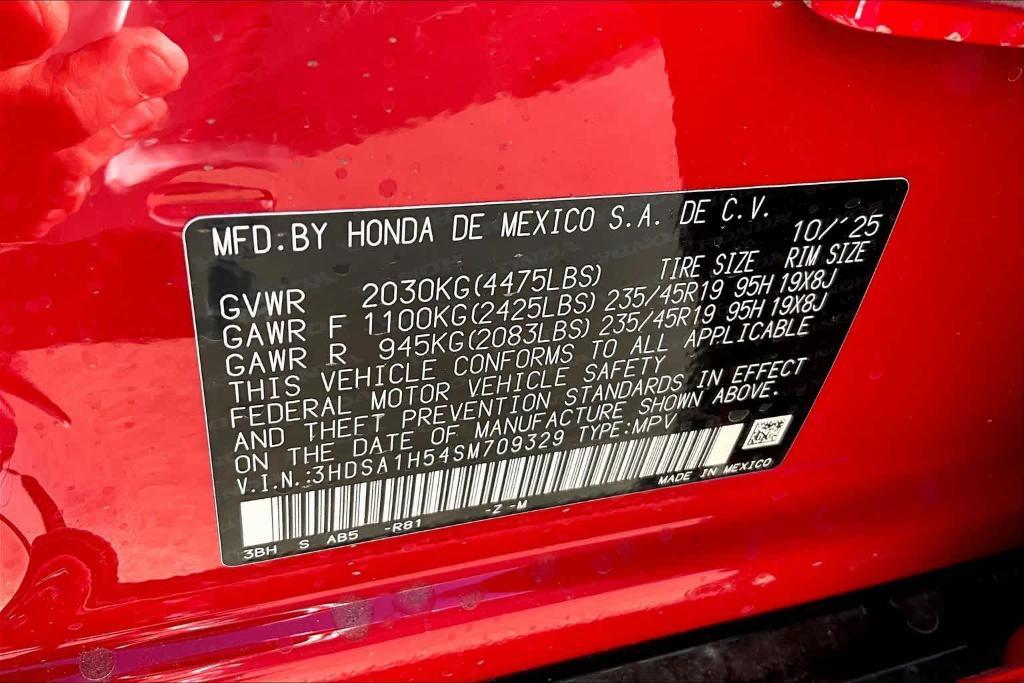 MFD. BY HONDA DE MEXICO S.A. DE C.V.
10/'25
TIRE SIZE RIM SIZE
GVWR 2030KG(4475LBS)
GAWR F 1100KG(2425LBS) 235/45R19 95H 19X8J
GAWR R 945KG(2083LBS) 235/45R19 95H 19X8J
THIS VEHICLE CONFORMS TO ALL APPLICABLE
FEDERAL MOTOR VEHICLE SAFETY
AND THEFT PREVENTION STANDARDS IN EFFECT
ON THE DATE OF MANUFACTURE SHOWN ABOVE.
V.I.N.:3HDSA1H54SM709329 TYPE:MPV
MADE IN MEXICO
3BH S AB5 -R81 -Z -M